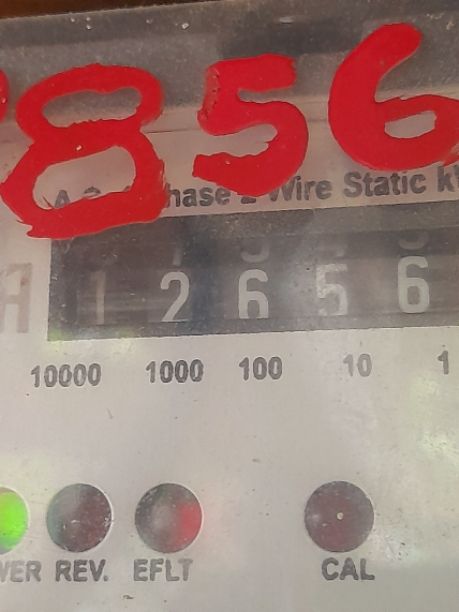 856
hase 2 Wire Static k
1 2 6 5 6
10000 1000 100 10 1
WER REV. EFLT CAL